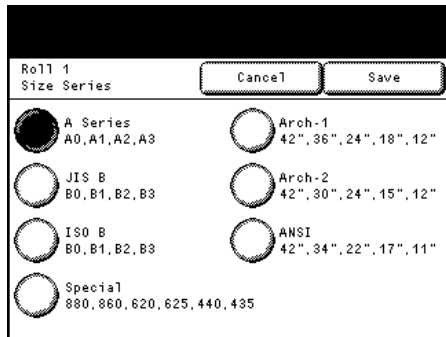 Roll 1
Size Series
Cancel
Save
A Series
A0,A1,A2,A3
Arch-1
42",36",24",18",12"
JIS B
B0,B1,B2,B3
Arch-2
42",30",24",15",12"
ISO B
B0,B1,B2,B3
ANSI
42",34",22",17",11"
Special
880,860,620,625,440,435